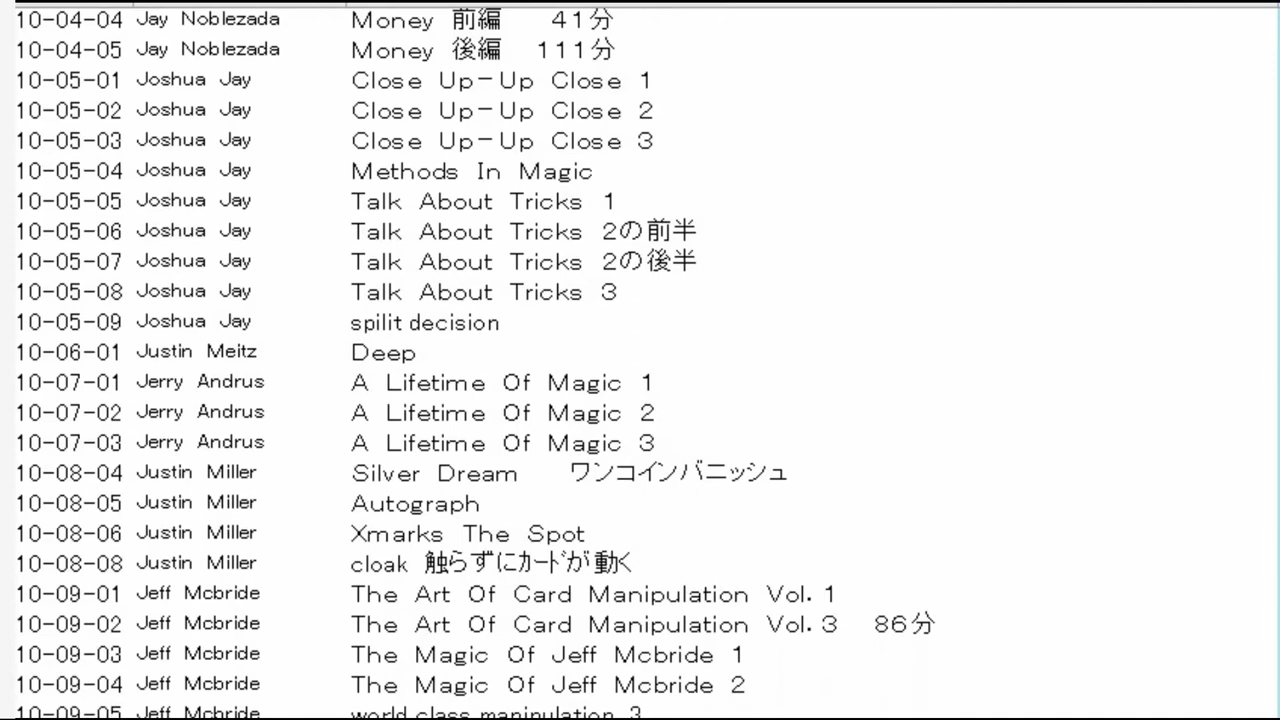 10-04-04 Jay Noblezada Money 前編 41分
10-04-05 Jay Noblezada Money 後編 111分
10-05-01 Joshua Jay Close Up-Up Close 1
10-05-02 Joshua Jay Close Up-Up Close 2
10-05-03 Joshua Jay Close Up-Up Close 3
10-05-04 Joshua Jay Methods In Magic
10-05-05 Joshua Jay Talk About Tricks 1
10-05-06 Joshua Jay Talk About Tricks 2の前半
10-05-07 Joshua Jay Talk About Tricks 2の後半
10-05-08 Joshua Jay Talk About Tricks 3
10-05-09 Joshua Jay spilit decision
10-06-01 Justin Meitz Deep
10-07-01 Jerry Andrus A Lifetime Of Magic 1
10-07-02 Jerry Andrus A Lifetime Of Magic 2
10-07-03 Jerry Andrus A Lifetime Of Magic 3
10-08-04 Justin Miller Silver Dream ワンコインバニッシュ
10-08-05 Justin Miller Autograph
10-08-06 Justin Miller Xmarks The Spot
10-08-08 Justin Miller cloak 触らずにｶｰﾄﾞが動く
10-09-01 Jeff Mcbride The Art Of Card Manipulation Vol.1
10-09-02 Jeff Mcbride The Art Of Card Manipulation Vol.3 86分
10-09-03 Jeff Mcbride The Magic Of Jeff Mcbride 1
10-09-04 Jeff Mcbride The Magic Of Jeff Mcbride 2
10-09-05 Jeff Mcbride world class manipulation 3